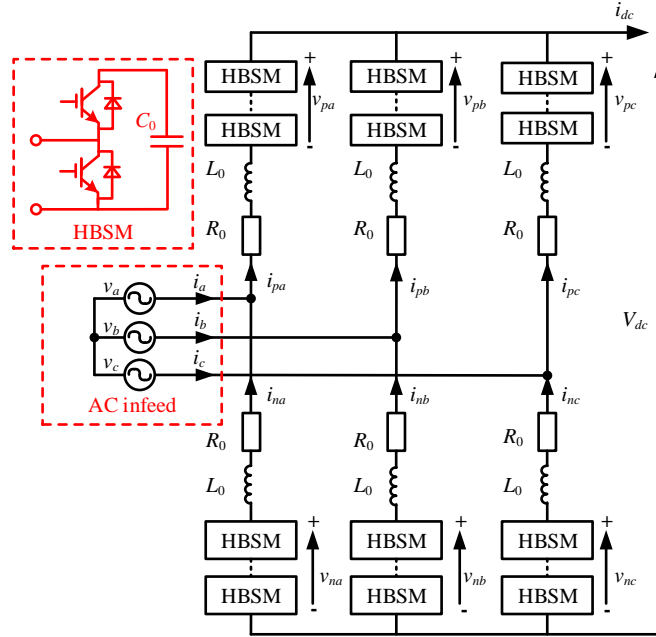 i_dc
HBSM HBSM HBSM
+ + +
v_pa v_pb v_pc
HBSM HBSM HBSM
- - -
C_0
HBSM
L_0 L_0 L_0
R_0 R_0 R_0
i_pa i_pb i_pc
v_a i_a
v_b i_b
v_c i_c
AC infeed
V_dc
i_na i_nb i_nc
R_0 R_0 R_0
L_0 L_0 L_0
HBSM HBSM HBSM
+ + +
v_na v_nb v_nc
HBSM HBSM HBSM
- - -